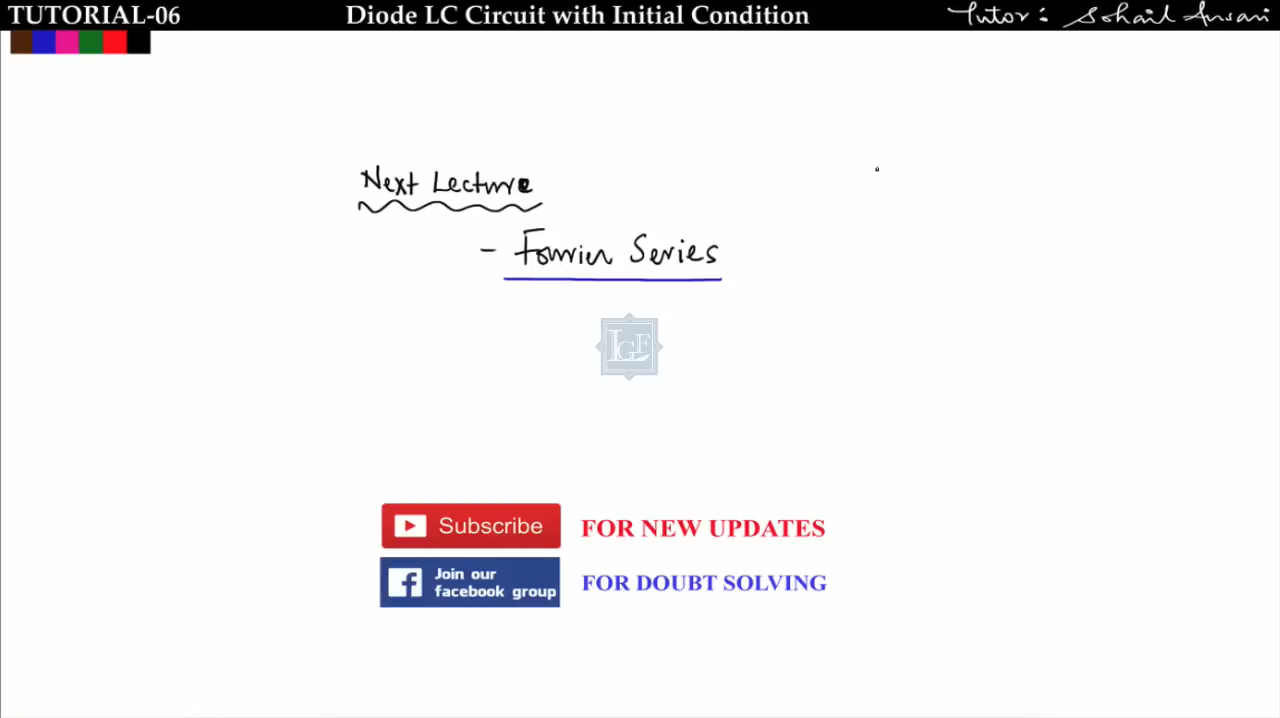 TUTORIAL-06 Diode LC Circuit with Initial Condition Tutor: Sohail Ansari
Next Lecture
- Fourier Series
LGF
Subscribe FOR NEW UPDATES
Join our
facebook group FOR DOUBT SOLVING